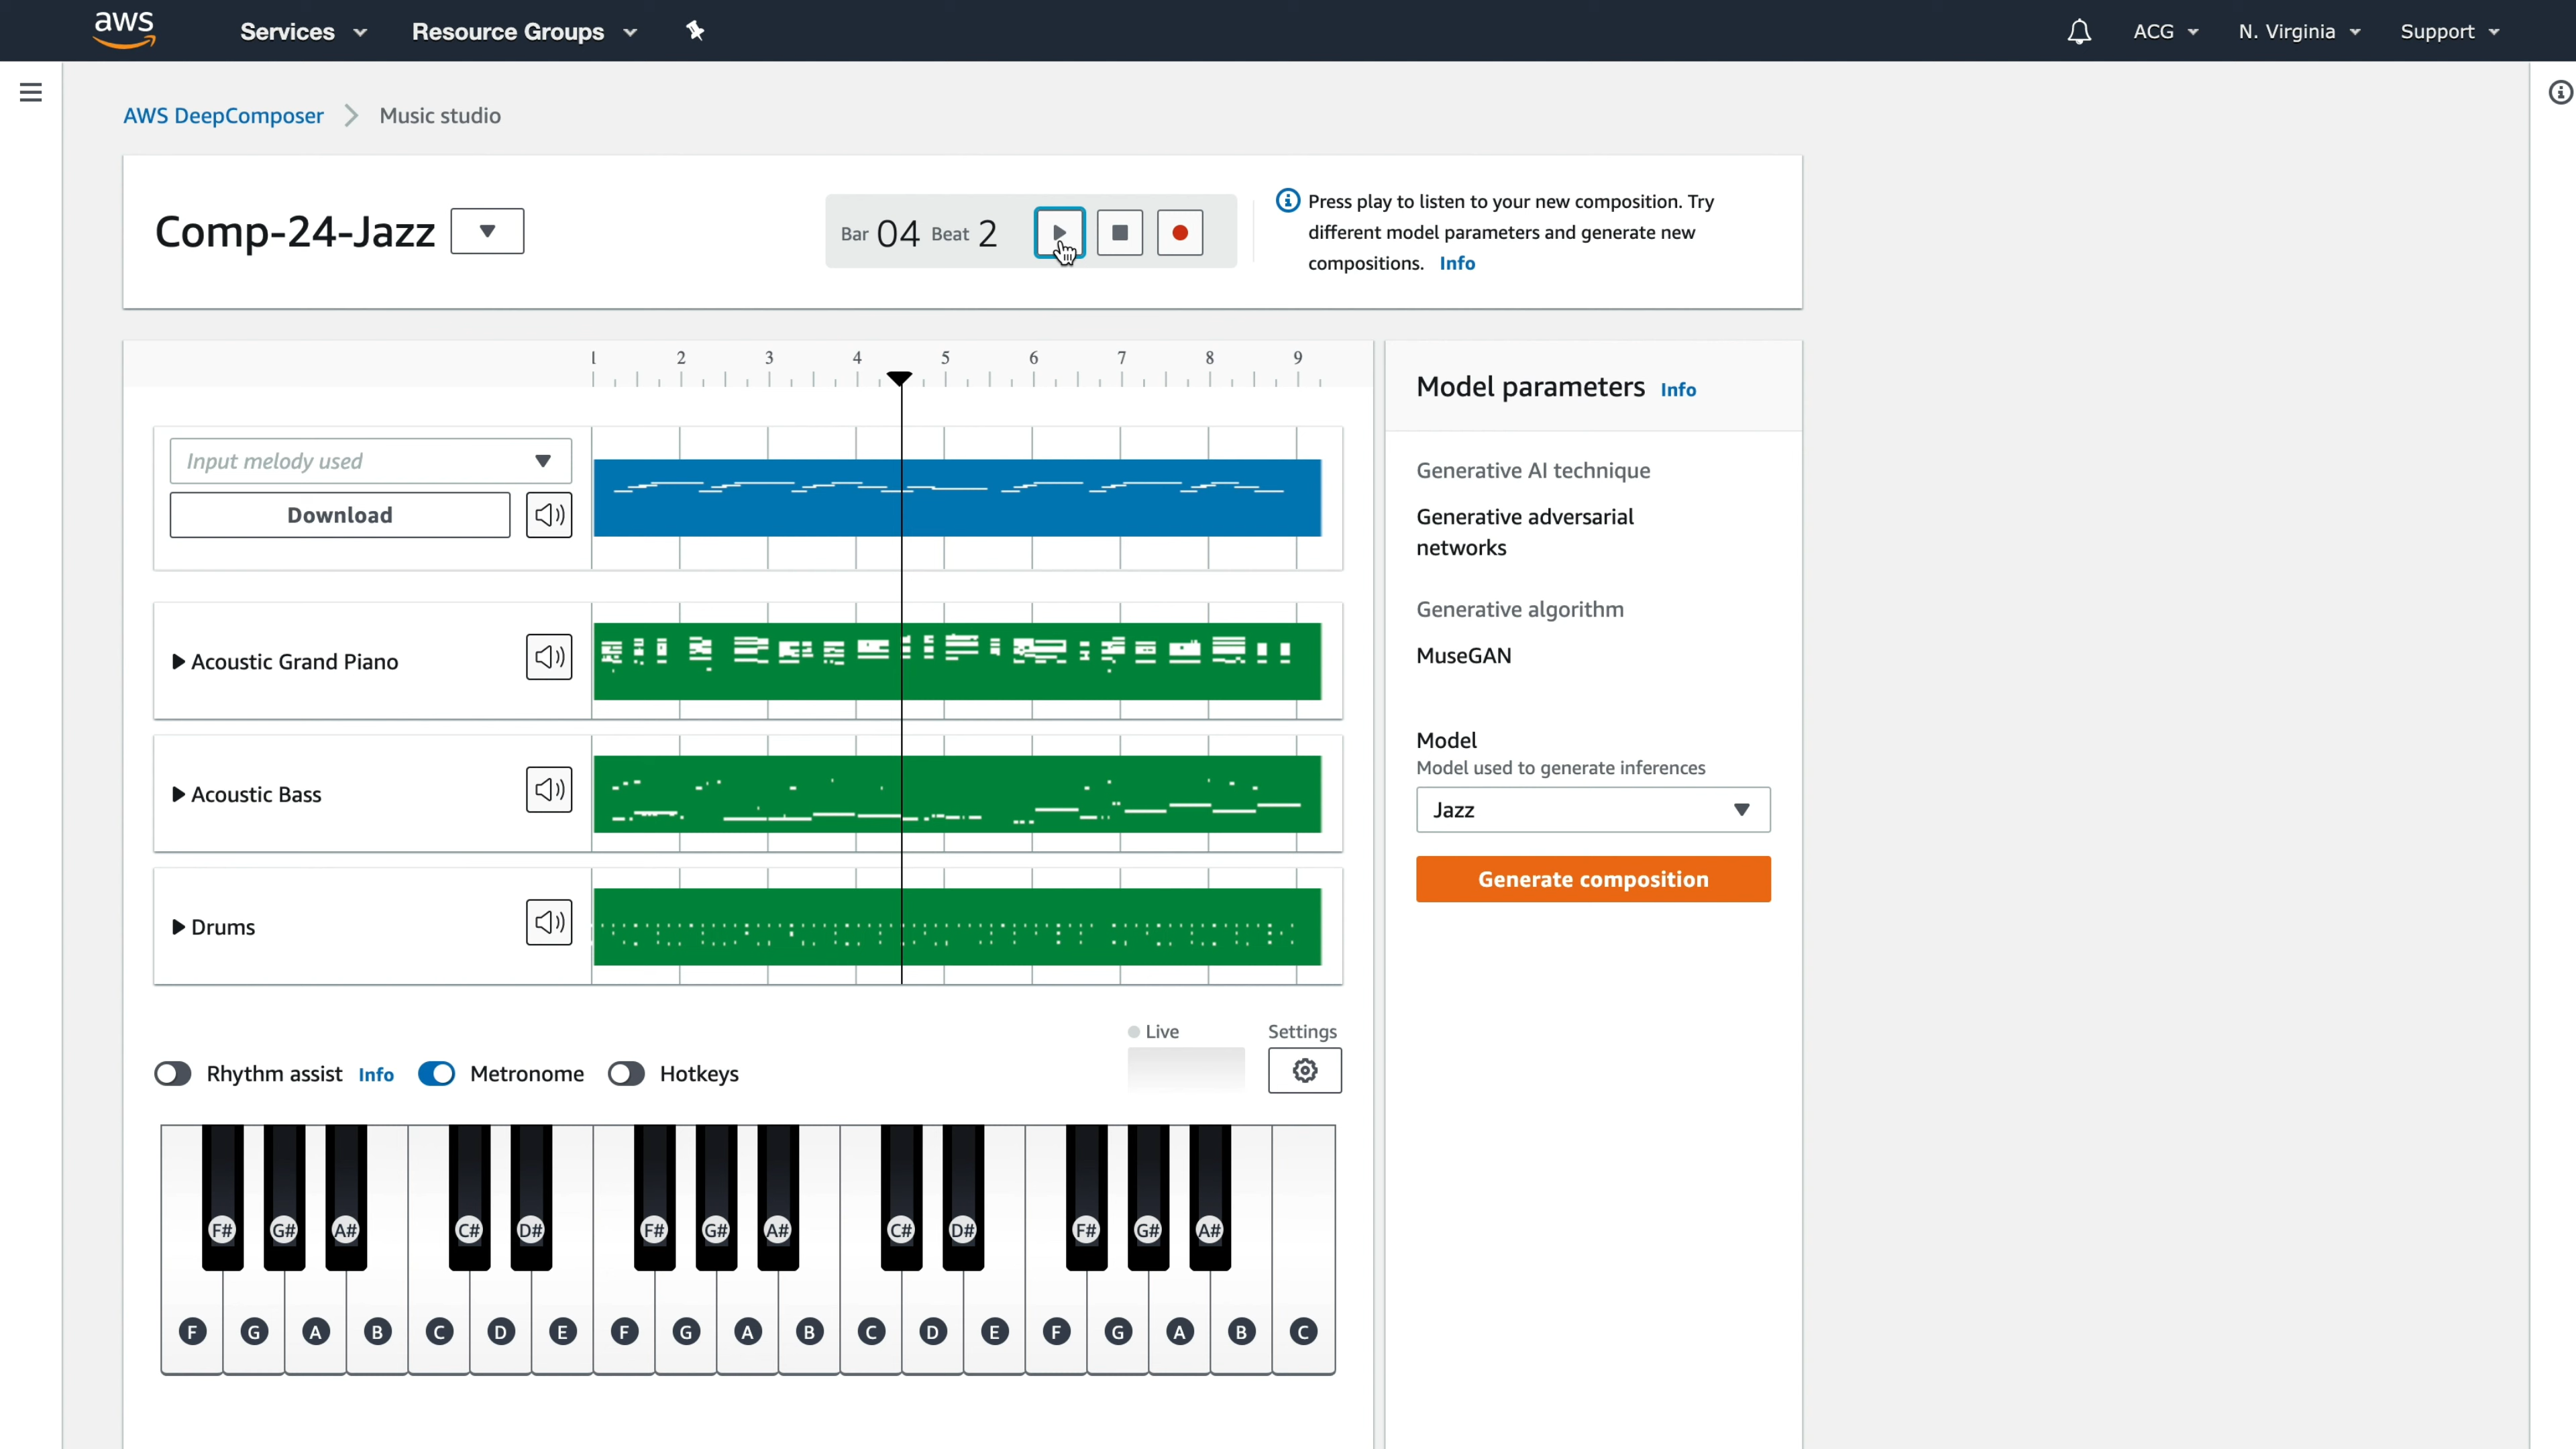 aws Services Resource Groups ACG N. Virginia Support
AWS DeepComposer Music studio
Comp-24-Jazz
Bar 04 Beat 2
Press play to listen to your new composition. Try
different model parameters and generate new
compositions. Info
1 2 3 4 5 6 7 8 9
Input melody used
Download
Acoustic Grand Piano
Acoustic Bass
Drums
Model parameters Info
Generative AI technique
Generative adversarial
networks
Generative algorithm
MuseGAN
Model
Model used to generate inferences
Jazz
Generate composition
Live Settings
Rhythm assist Info Metronome Hotkeys
F# G# A# C# D# F# G# A# C# D# F# G# A#
F G A B C D E F G A B C D E F G A B C